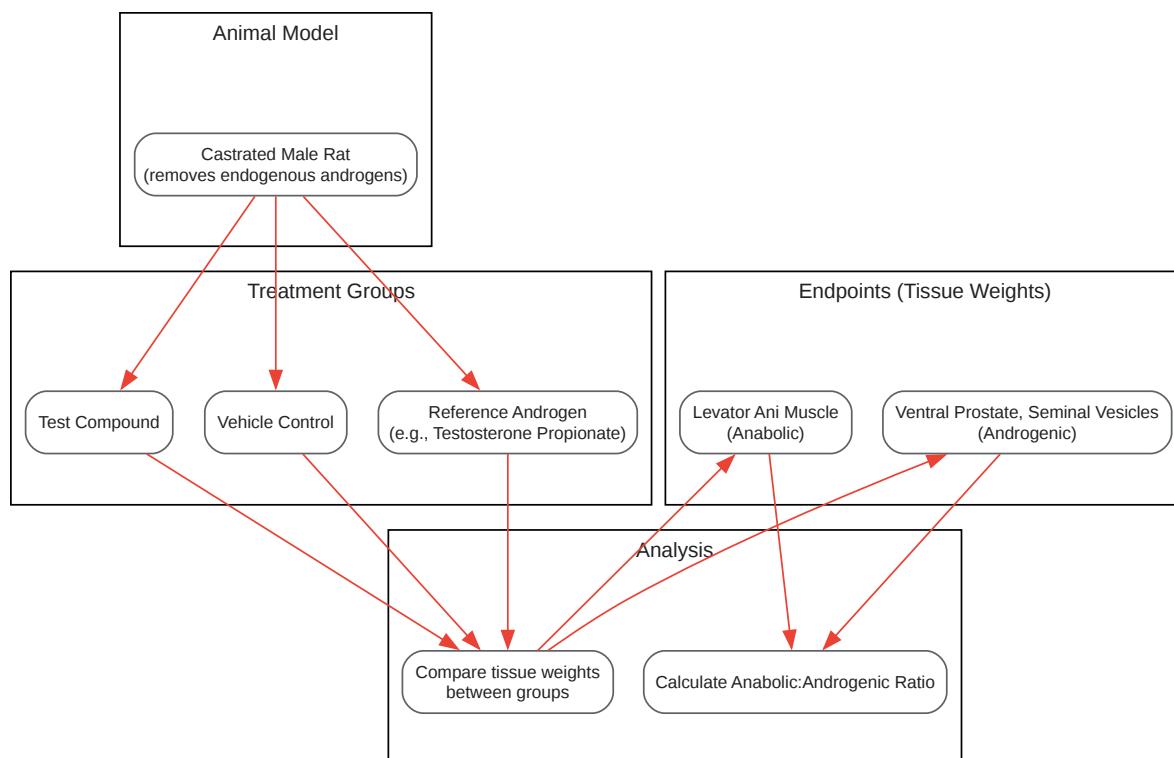 Animal Model
Castrated Male Rat
(removes endogenous androgens)
Treatment Groups
Test Compound
Vehicle Control
Reference Androgen
(e.g., Testosterone Propionate)
Endpoints (Tissue Weights)
Levator Ani Muscle
(Anabolic)
Ventral Prostate, Seminal Vesicles
(Androgenic)
Analysis
Compare tissue weights
between groups
Calculate Anabolic:Androgenic Ratio